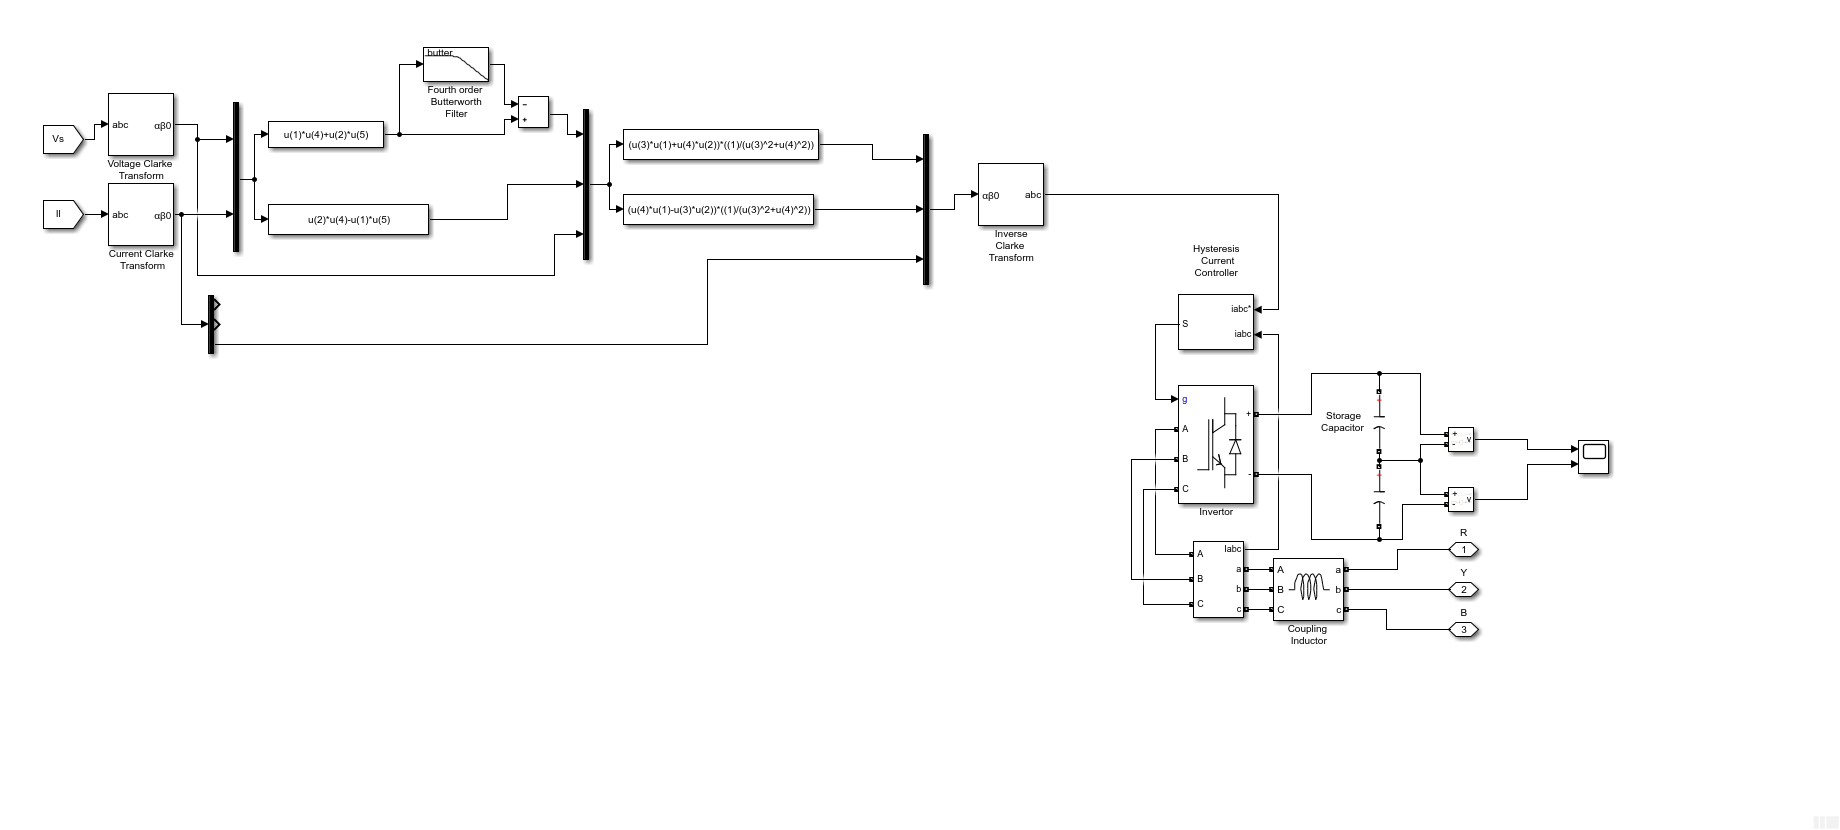 butter
Fourth order
Butterworth
Filter
−
+
Vs
abc
αβ0
Voltage Clarke
Transform
Il
abc
αβ0
Current Clarke
Transform
u(1)*u(4)+u(2)*u(5)
u(2)*u(4)-u(1)*u(5)
(u(3)*u(1)+u(4)*u(2))*((1/(u(3)^2+u(4)^2))
(u(4)*u(1)-u(3)*u(2))*((1/(u(3)^2+u(4)^2))
αβ0
abc
Inverse
Clarke
Transform
Hysteresis
Current
Controller
iabc*
S
iabc
g
A
B
C
+
-
Invertor
Storage
Capacitor
+
+
+
-
v
+
-
v
A
B
C
Iabc
a
b
c
A
B
C
a
b
c
Coupling
Inductor
R
1
Y
2
B
3